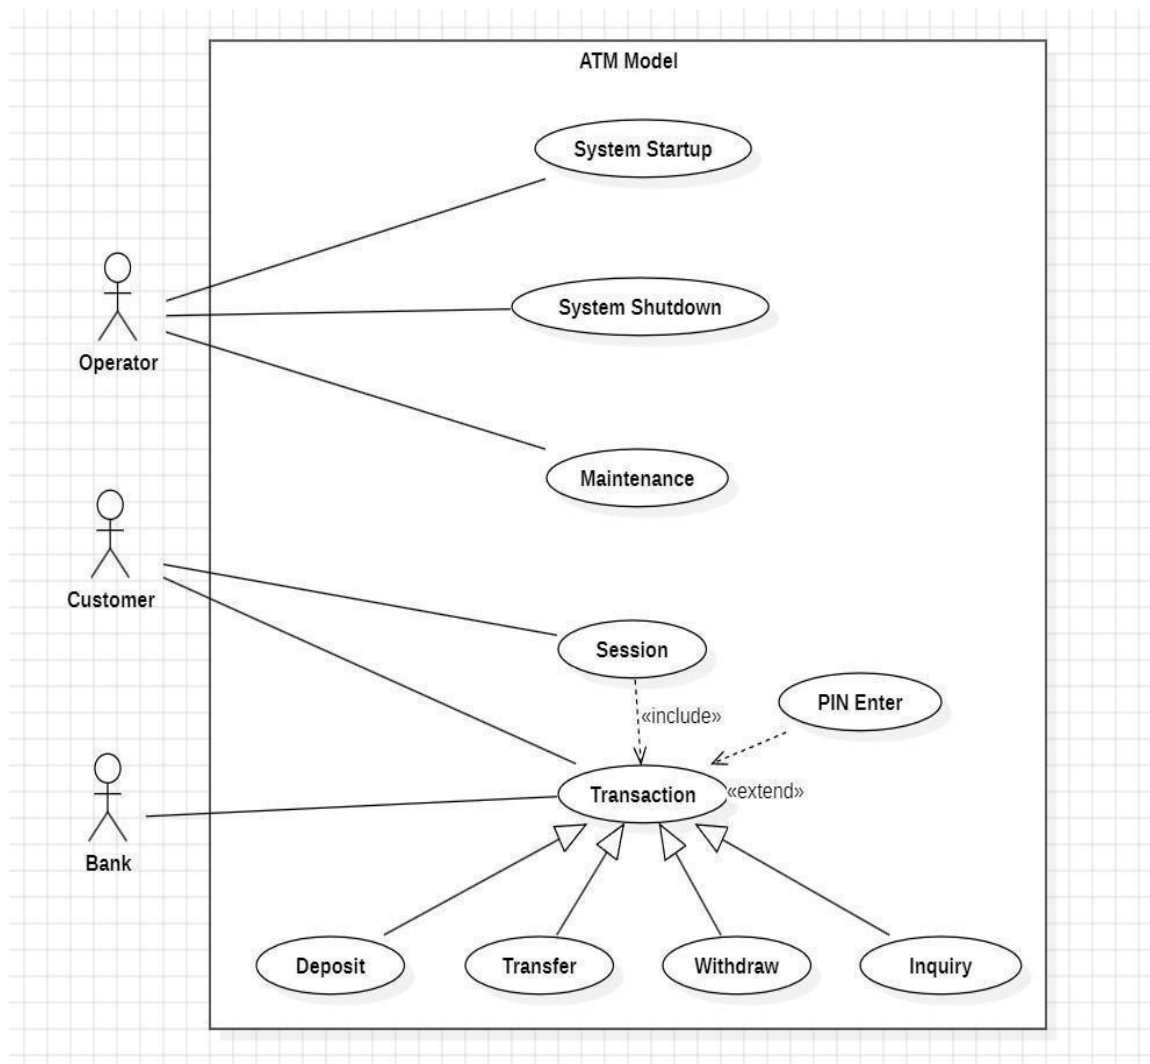 ATM Model
System Startup
System Shutdown
Operator
Maintenance
Customer
Session
PIN Enter
«include»
Transaction
«extend»
Bank
Deposit
Transfer
Withdraw
Inquiry